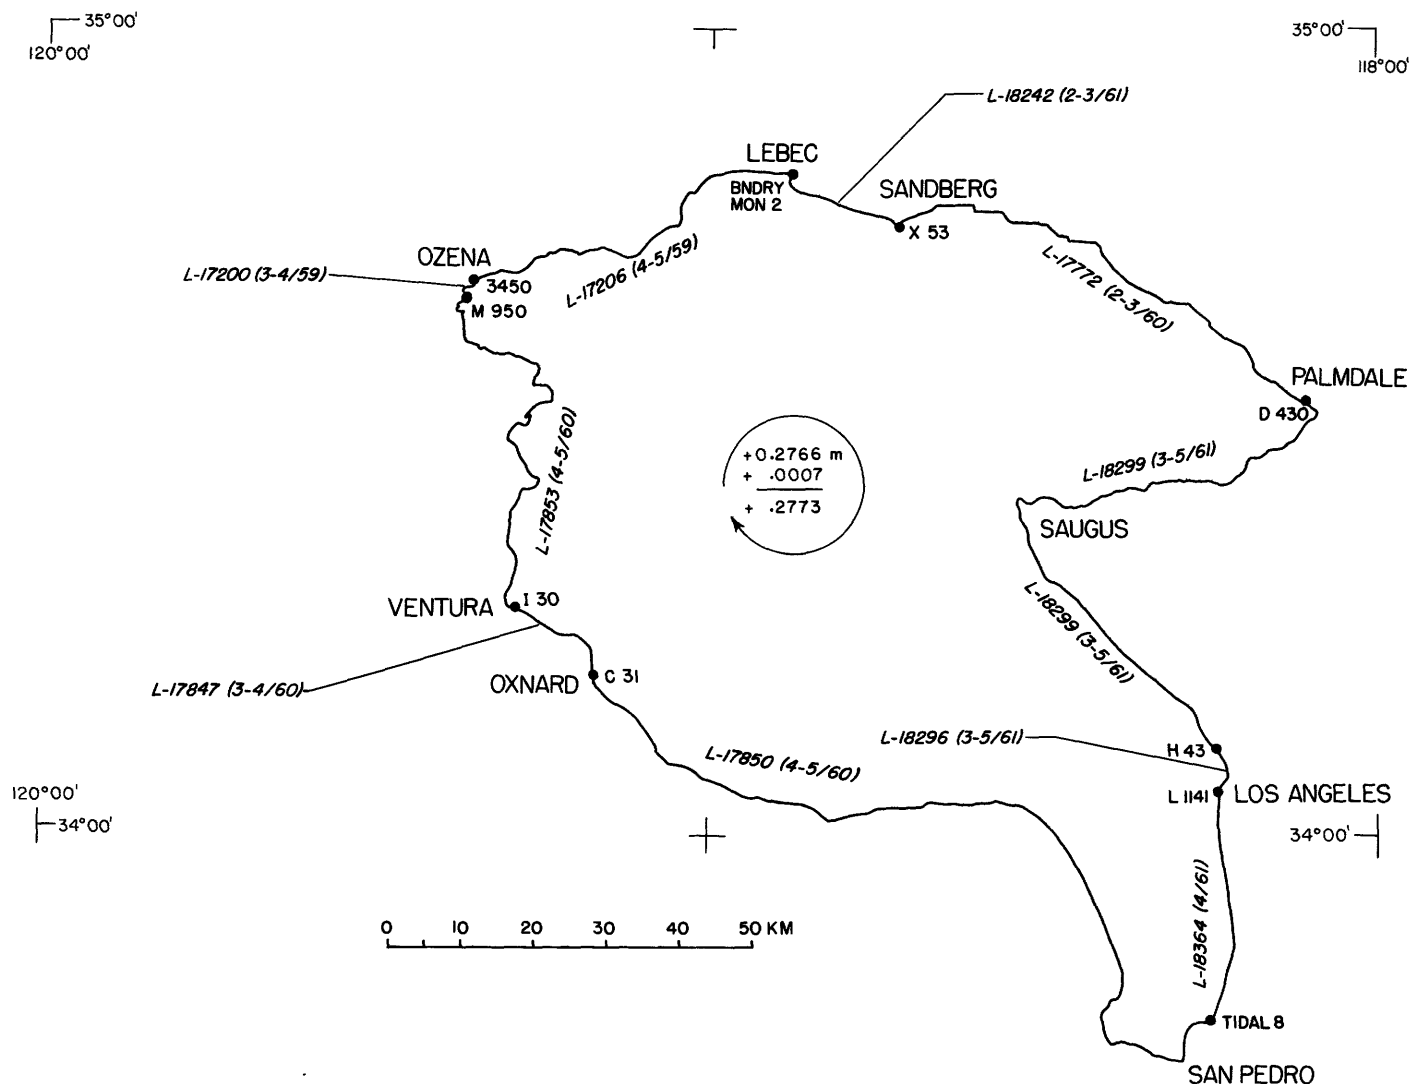 35°00'
120°00'
35°00'
118°00'
L-18242 (2-3/61)
LEBEC
BNDRY
MON 2
SANDBERG
X 53
OZENA
L-17200 (3-4/59)
3450
M 950
L-17206 (4-5/59)
L-17772 (2-3/60)
PALMDALE
D 430
L-17853 (4-5/60)
+0.2766 m
+ .0007
+ .2773
L-18299 (3-5/61)
SAUGUS
VENTURA
I 30
L-18299 (3-5/61)
L-17847 (3-4/60)
OXNARD
C 31
L-17850 (4-5/60)
L-18296 (3-5/61)
H 43
L 1141
LOS ANGELES
120°00'
34°00'
34°00'
L-18364 (4/61)
0 10 20 30 40 50 KM
TIDAL 8
SAN PEDRO